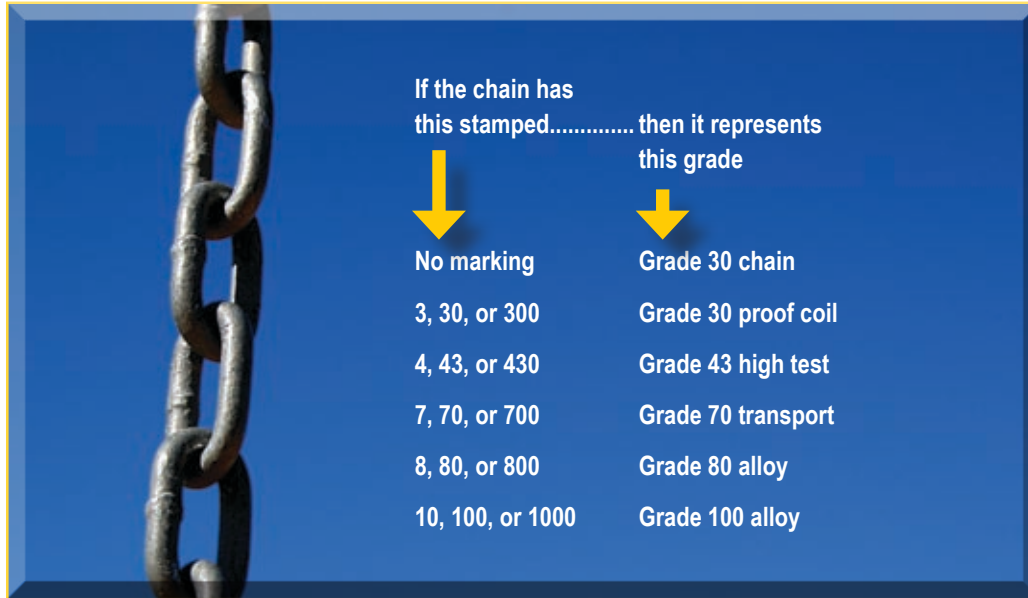 If the chain has
this stamped.............. then it represents
this grade
No marking Grade 30 chain
3, 30, or 300 Grade 30 proof coil
4, 43, or 430 Grade 43 high test
7, 70, or 700 Grade 70 transport
8, 80, or 800 Grade 80 alloy
10, 100, or 1000 Grade 100 alloy